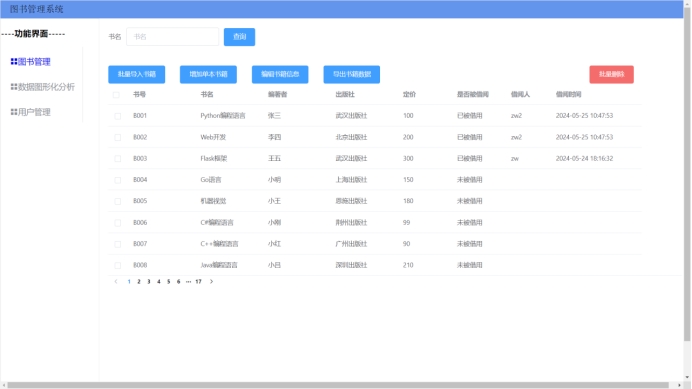 图书管理系统
----功能界面-----
图书管理
数据图形化分析
用户管理
书名 书名 查询
批量导入书籍 增加单本书籍 编辑书籍信息 导出书籍数据 批量删除
书号 书名 编著者 出版社 定价 是否被借阅 借阅人 借阅时间
B001 Python编程语言 张三 武汉出版社 100 已被借用 zw2 2024-05-25 10:47:53
B002 Web开发 李四 北京出版社 200 已被借用 zw2 2024-05-25 10:47:53
B003 Flask框架 王五 武汉出版社 300 已被借用 zw 2024-05-24 18:16:32
B004 Go语言 小明 上海出版社 150 未被借用
B005 机器视觉 小王 恩施出版社 180 未被借用
B006 C#编程语言 小刚 荆州出版社 99 未被借用
B007 C++编程语言 小红 广州出版社 90 未被借用
B008 Java编程语言 小吕 深圳出版社 210 未被借用
1 2 3 4 5 6 ··· 17